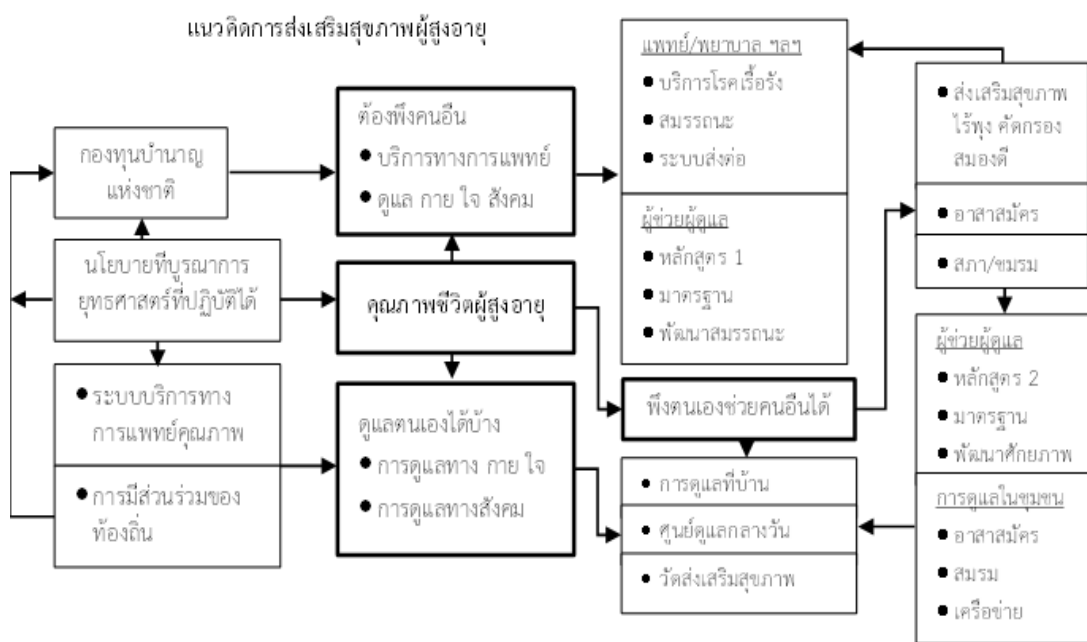 แนวคิดการส่งเสริมสุขภาพผู้สูงอายุ
กองทุนบำนาญ
แห่งชาติ
นโยบายที่บูรณาการ
ยุทธศาสตร์ที่ปฏิบัติได้
• ระบบบริการทาง
การแพทย์คุณภาพ
• การมีส่วนร่วมของ
ท้องถิ่น
ต้องพึ่งคนอื่น
• บริการทางการแพทย์
• ดูแล กาย ใจ สังคม
คุณภาพชีวิตผู้สูงอายุ
ดูแลตนเองได้บ้าง
• การดูแลทาง กาย ใจ
• การดูแลทางสังคม
แพทย์/พยาบาล ฯลฯ
• บริการโรคเรื้อรัง
• สมรรถนะ
• ระบบส่งต่อ
ผู้ช่วยผู้ดูแล
• หลักสูตร 1
• มาตรฐาน
• พัฒนาสมรรถนะ
พึ่งตนเองช่วยคนอื่นได้
• การดูแลที่บ้าน
• ศูนย์ดูแลกลางวัน
• วัดส่งเสริมสุขภาพ
• ส่งเสริมสุขภาพ
ไร้พุง คัดกรอง
สมองดี
• อาสาสมัคร
• สภา/ชมรม
ผู้ช่วยผู้ดูแล
• หลักสูตร 2
• มาตรฐาน
• พัฒนาศักยภาพ
การดูแลในชุมชน
• อาสาสมัคร
• สมรม
• เครือข่าย